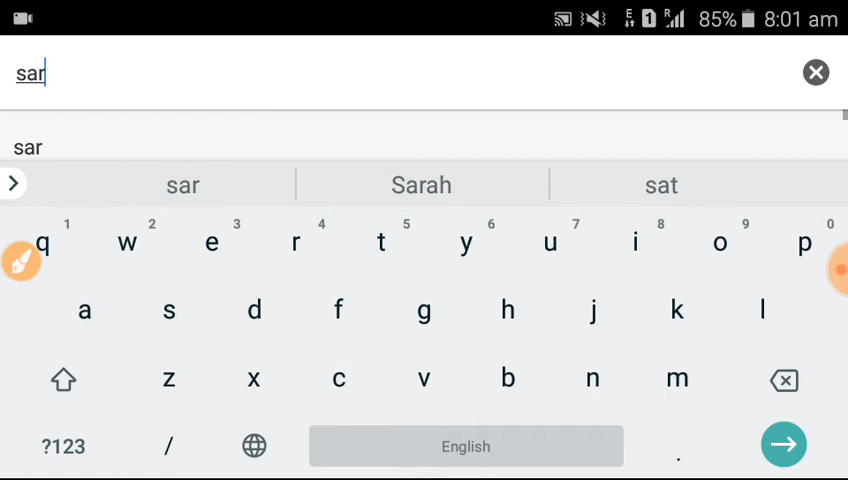 E 1 R 85% 8:01 am
sar
sar
sar Sarah sat
1 2 3 4 5 6 7 8 9 0
q w e r t y u i o p
a s d f g h j k l
z x c v b n m
?123 / English .